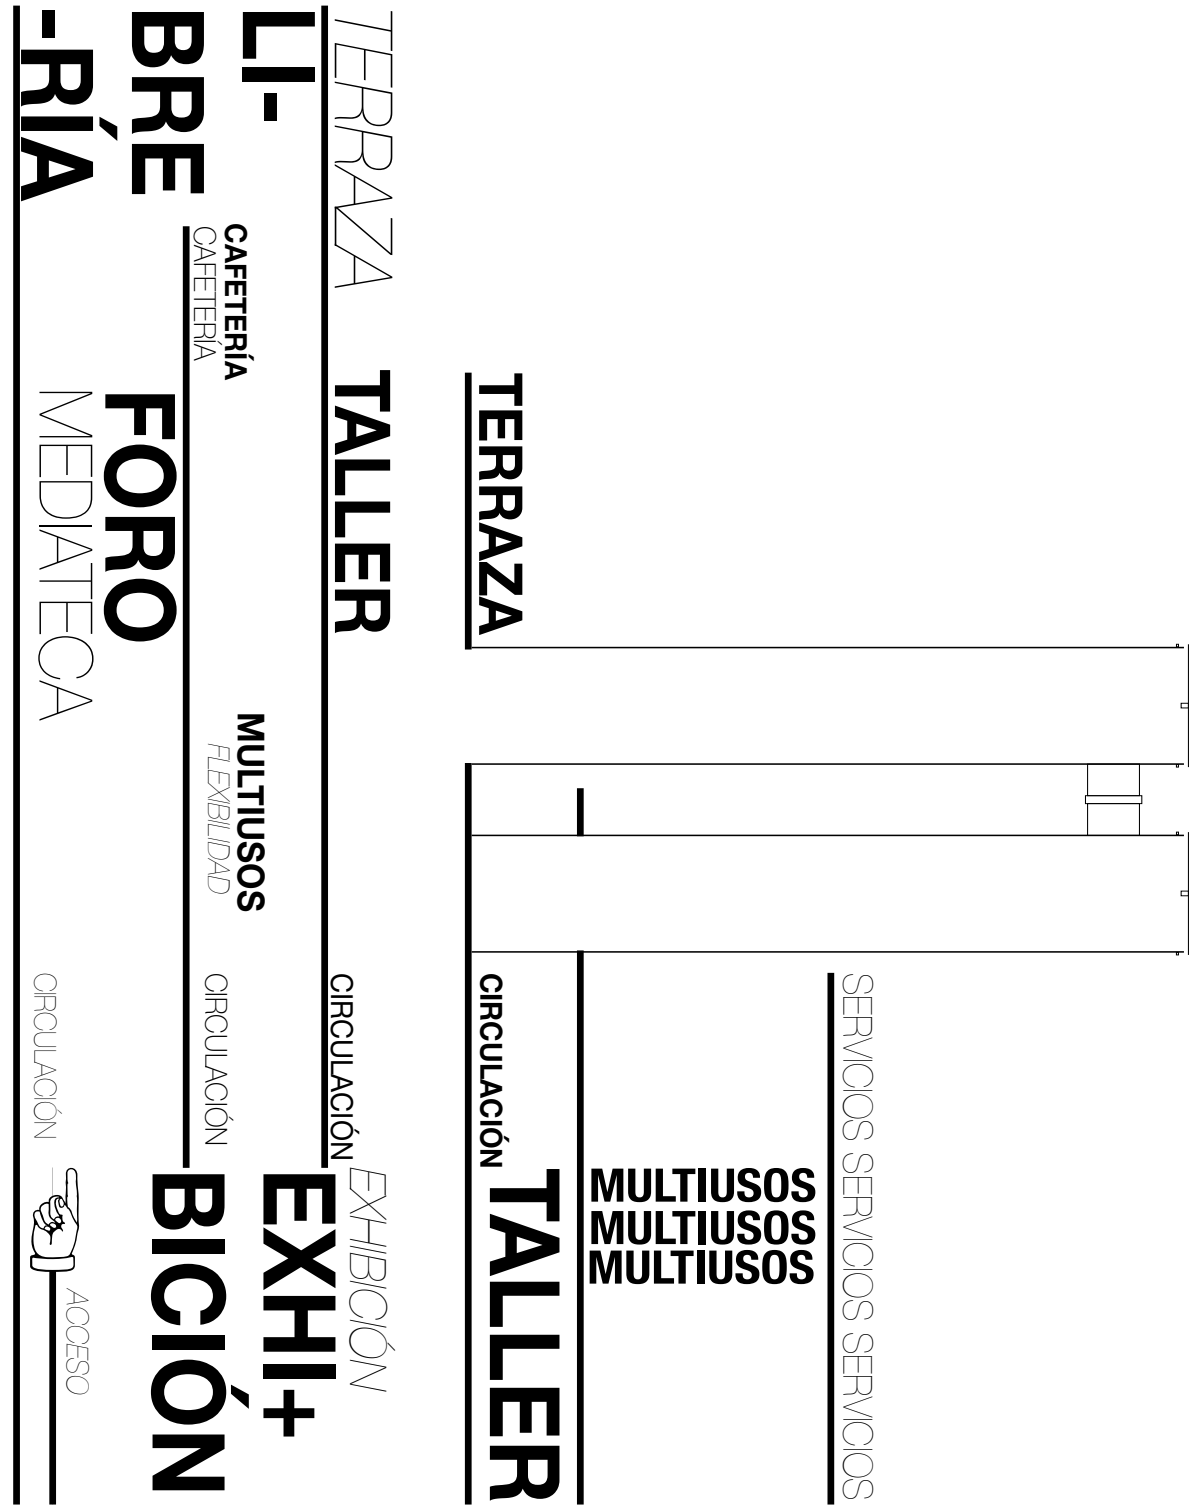 SERVICIOS SERVICIOS SERVICIOS
MULTIUSOS
MULTIUSOS
MULTIUSOS
TERRAZA
CIRCULACIÓN
TALLER
TERRAZA
TALLER
CIRCULACIÓN
EXHIBICIÓN
LI-
BRE
-RÍA
CAFETERÍA
CAFETERÍA
MULTIUSOS
FLEXIBILIDAD
CIRCULACIÓN
EXHI+
BICIÓN
FORO
MEDIATECA
CIRCULACIÓN
ACCESO